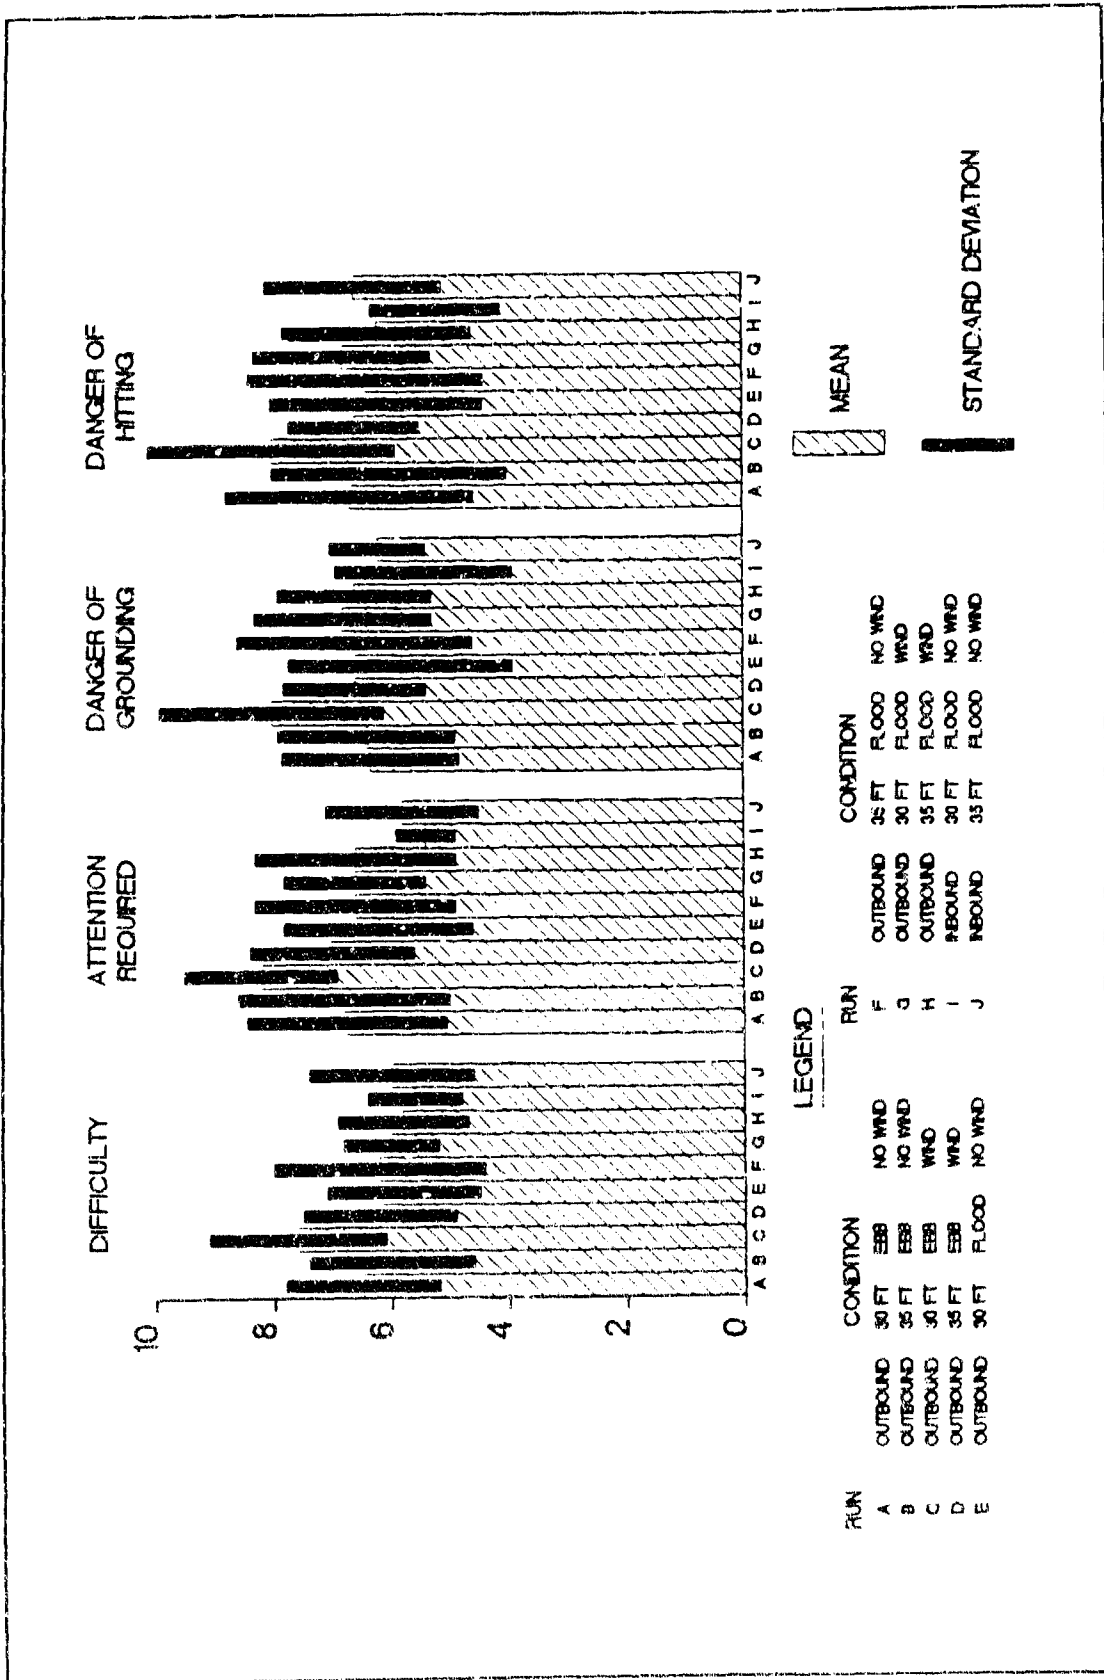 DIFFICULTY
ATTENTION
REQUIRED
DANGER OF
GROUNDING
DANGER OF
HITTING
10
8
6
4
2
0
A B C D E F G H I J
A B C D E F G H I J
A B C D E F G H I J
A B C D E F G H I J
LEGEND
MEAN
STANDARD DEVIATION
RUN CONDITION
A OUTBOUND 30 FT EBB NO WIND
B OUTBOUND 35 FT EBB NO WIND
C OUTBOUND 30 FT EBB WIND
D OUTBOUND 35 FT EBB WIND
E OUTBOUND 30 FT FLOOD NO WIND
RUN CONDITION
F OUTBOUND 35 FT FLOOD NO WIND
G OUTBOUND 30 FT FLOOD WIND
H OUTBOUND 35 FT FLOOD WIND
I INBOUND 30 FT FLOOD NO WIND
J INBOUND 35 FT FLOOD NO WIND